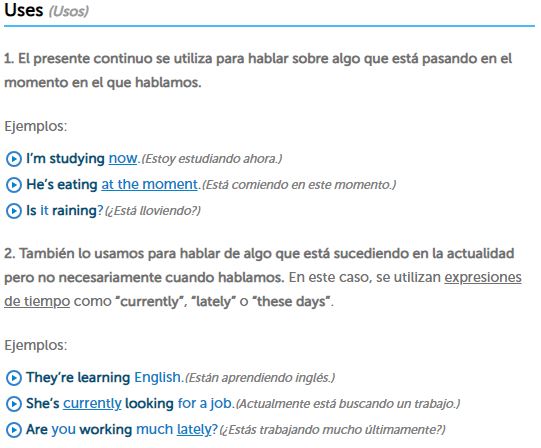 Uses (Usos)
1. El presente continuo se utiliza para hablar sobre algo que está pasando en el
momento en el que hablamos.
Ejemplos:
I'm studying now.(Estoy estudiando ahora.)
He's eating at the moment.(Está comiendo en este momento.)
Is it raining?(¿Está lloviendo?)
2. También lo usamos para hablar de algo que está sucediendo en la actualidad
pero no necesariamente cuando hablamos. En este caso, se utilizan expresiones
de tiempo como "currently", "lately" o "these days".
Ejemplos:
They're learning English.(Están aprendiendo inglés.)
She's currently looking for a job.(Actualmente está buscando un trabajo.)
Are you working much lately?(¿Estás trabajando mucho últimamente?)